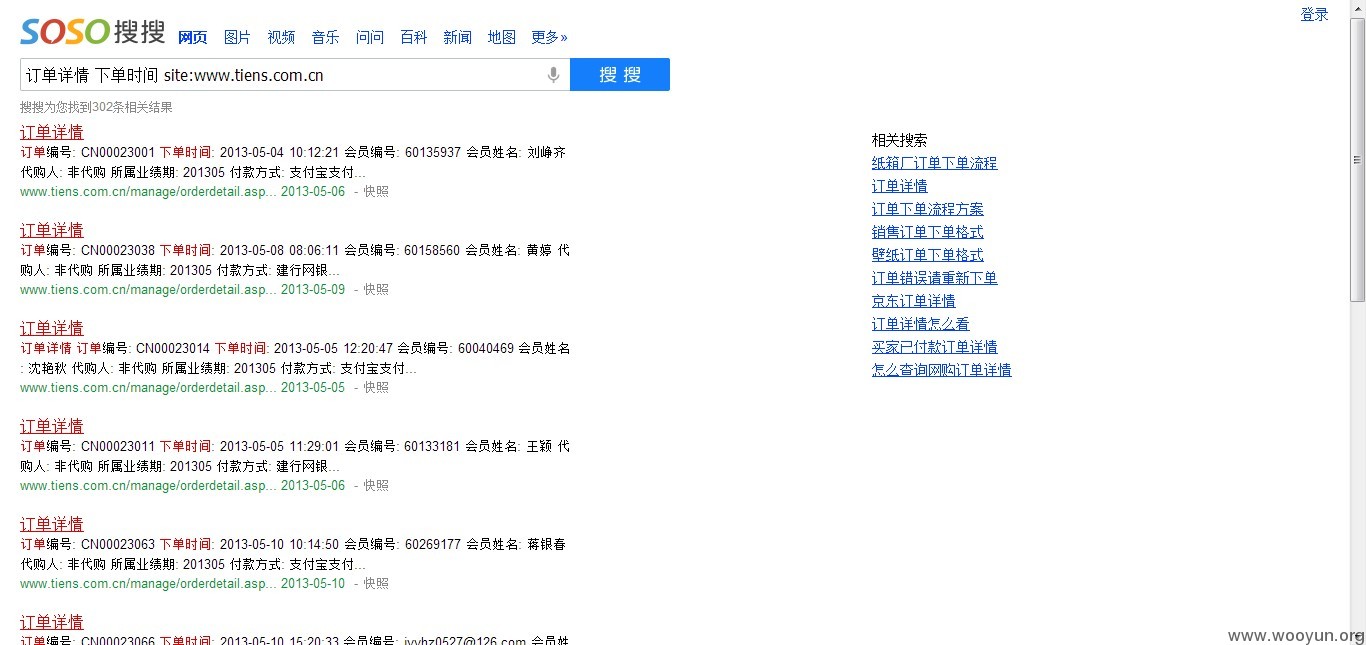 登录
SOSO搜搜 网页 图片 视频 音乐 问问 百科 新闻 地图 更多»
订单详情 下单时间 site:www.tiens.com.cn 搜 搜
搜搜为您找到302条相关结果
订单详情
订单编号: CN00023001 下单时间: 2013-05-04 10:12:21 会员编号: 60135937 会员姓名: 刘峥齐
代购人: 非代购 所属业绩期: 201305 付款方式: 支付宝支付...
www.tiens.com.cn/manage/orderdetail.asp... 2013-05-06 - 快照
订单详情
订单编号: CN00023038 下单时间: 2013-05-08 08:06:11 会员编号: 60158560 会员姓名: 黄婷 代
购人: 非代购 所属业绩期: 201305 付款方式: 建行网银...
www.tiens.com.cn/manage/orderdetail.asp... 2013-05-09 - 快照
订单详情
订单详情 订单编号: CN00023014 下单时间: 2013-05-05 12:20:47 会员编号: 60040469 会员姓名
: 沈艳秋 代购人: 非代购 所属业绩期: 201305 付款方式: 支付宝支付...
www.tiens.com.cn/manage/orderdetail.asp... 2013-05-05 - 快照
订单详情
订单编号: CN00023011 下单时间: 2013-05-05 11:29:01 会员编号: 60133181 会员姓名: 王颖 代
购人: 非代购 所属业绩期: 201305 付款方式: 建行网银...
www.tiens.com.cn/manage/orderdetail.asp... 2013-05-06 - 快照
订单详情
订单编号: CN00023063 下单时间: 2013-05-10 10:14:50 会员编号: 60269177 会员姓名: 蒋银春
代购人: 非代购 所属业绩期: 201305 付款方式: 支付宝支付...
www.tiens.com.cn/manage/orderdetail.asp... 2013-05-10 - 快照
订单详情
订单编号: CN00023066 下单时间: 2013-05-10 15:20:33 会员编号: jyyhz0527@126.com 会员姓
相关搜索
纸箱厂订单下单流程
订单详情
订单下单流程方案
销售订单下单格式
壁纸订单下单格式
订单错误请重新下单
京东订单详情
订单详情怎么看
买家已付款订单详情
怎么查询网购订单详情
www.wooyun.org